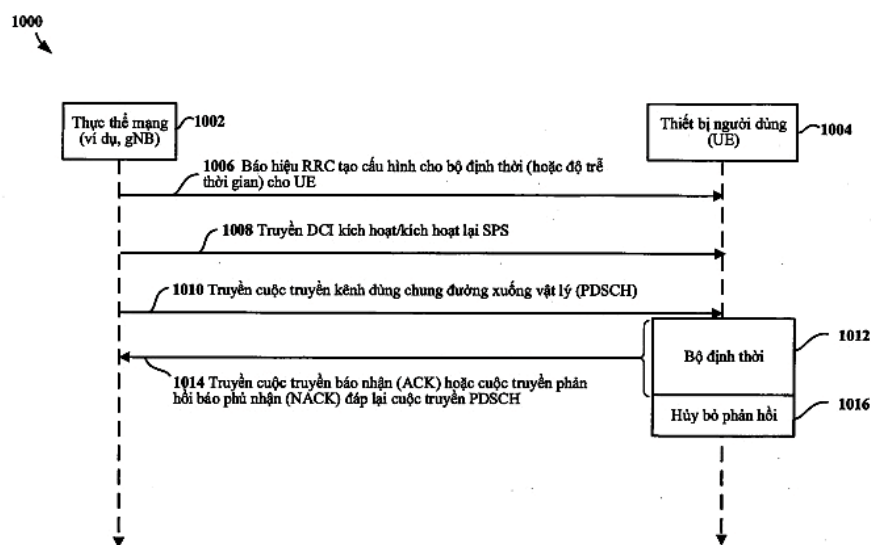 1000
Thực thể mạng
(ví dụ, gNB)
1002
Thiết bị người dùng
(UE)
1004
1006 Báo hiệu RRC tạo cấu hình cho bộ định thời (hoặc độ trễ
thời gian) cho UE
1008 Truyền DCI kích hoạt/kích hoạt lại SPS
1010 Truyền cuộc truyền kênh dùng chung đường xuống vật lý (PDSCH)
1012
Bộ định thời
1014 Truyền cuộc truyền báo nhận (ACK) hoặc cuộc truyền phản
hồi báo phủ nhận (NACK) đáp lại cuộc truyền PDSCH
1016
Hủy bỏ phản hồi